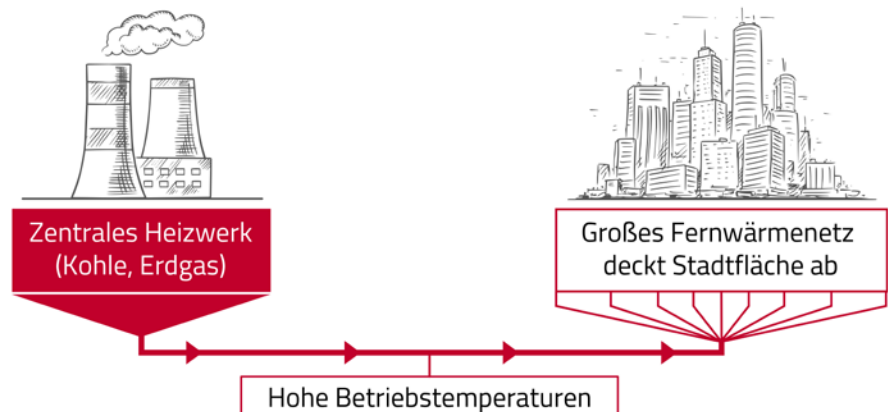 Zentrales Heizwerk
(Kohle, Erdgas)
Großes Fernwärmenetz
deckt Stadtfläche ab
Hohe Betriebstemperaturen